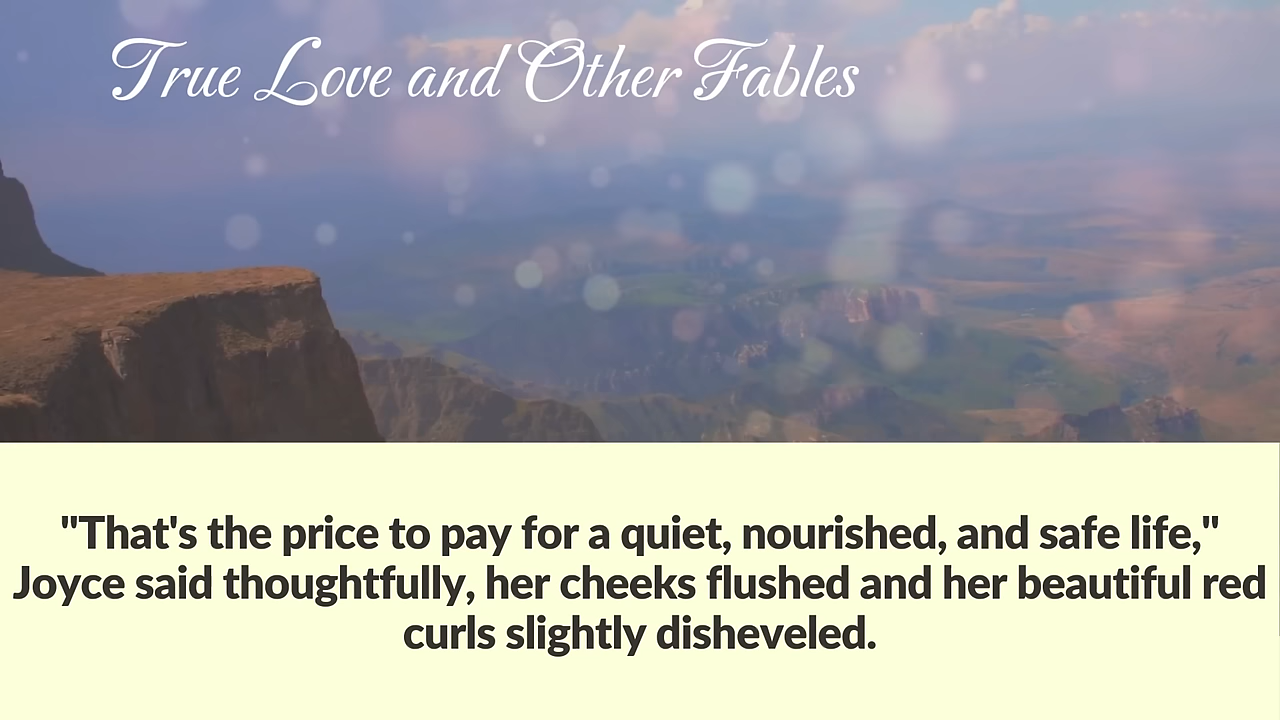 True Love and Other Fables
"That's the price to pay for a quiet, nourished, and safe life,"
Joyce said thoughtfully, her cheeks flushed and her beautiful red
curls slightly disheveled.